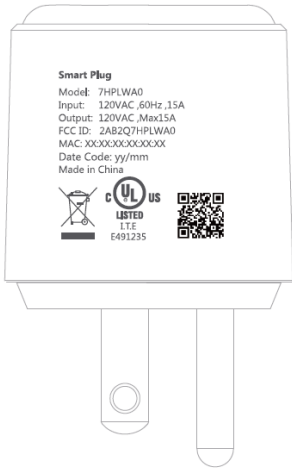 Smart Plug
Model: 7HPLWA0
Input: 120VAC ,60Hz ,15A
Output: 120VAC ,Max15A
FCC ID: 2AB2Q7HPLWA0
MAC: XX:XX:XX:XX:XX:XX
Date Code: yy/mm
Made in China
C UL US
LISTED
I.T.E
E491235